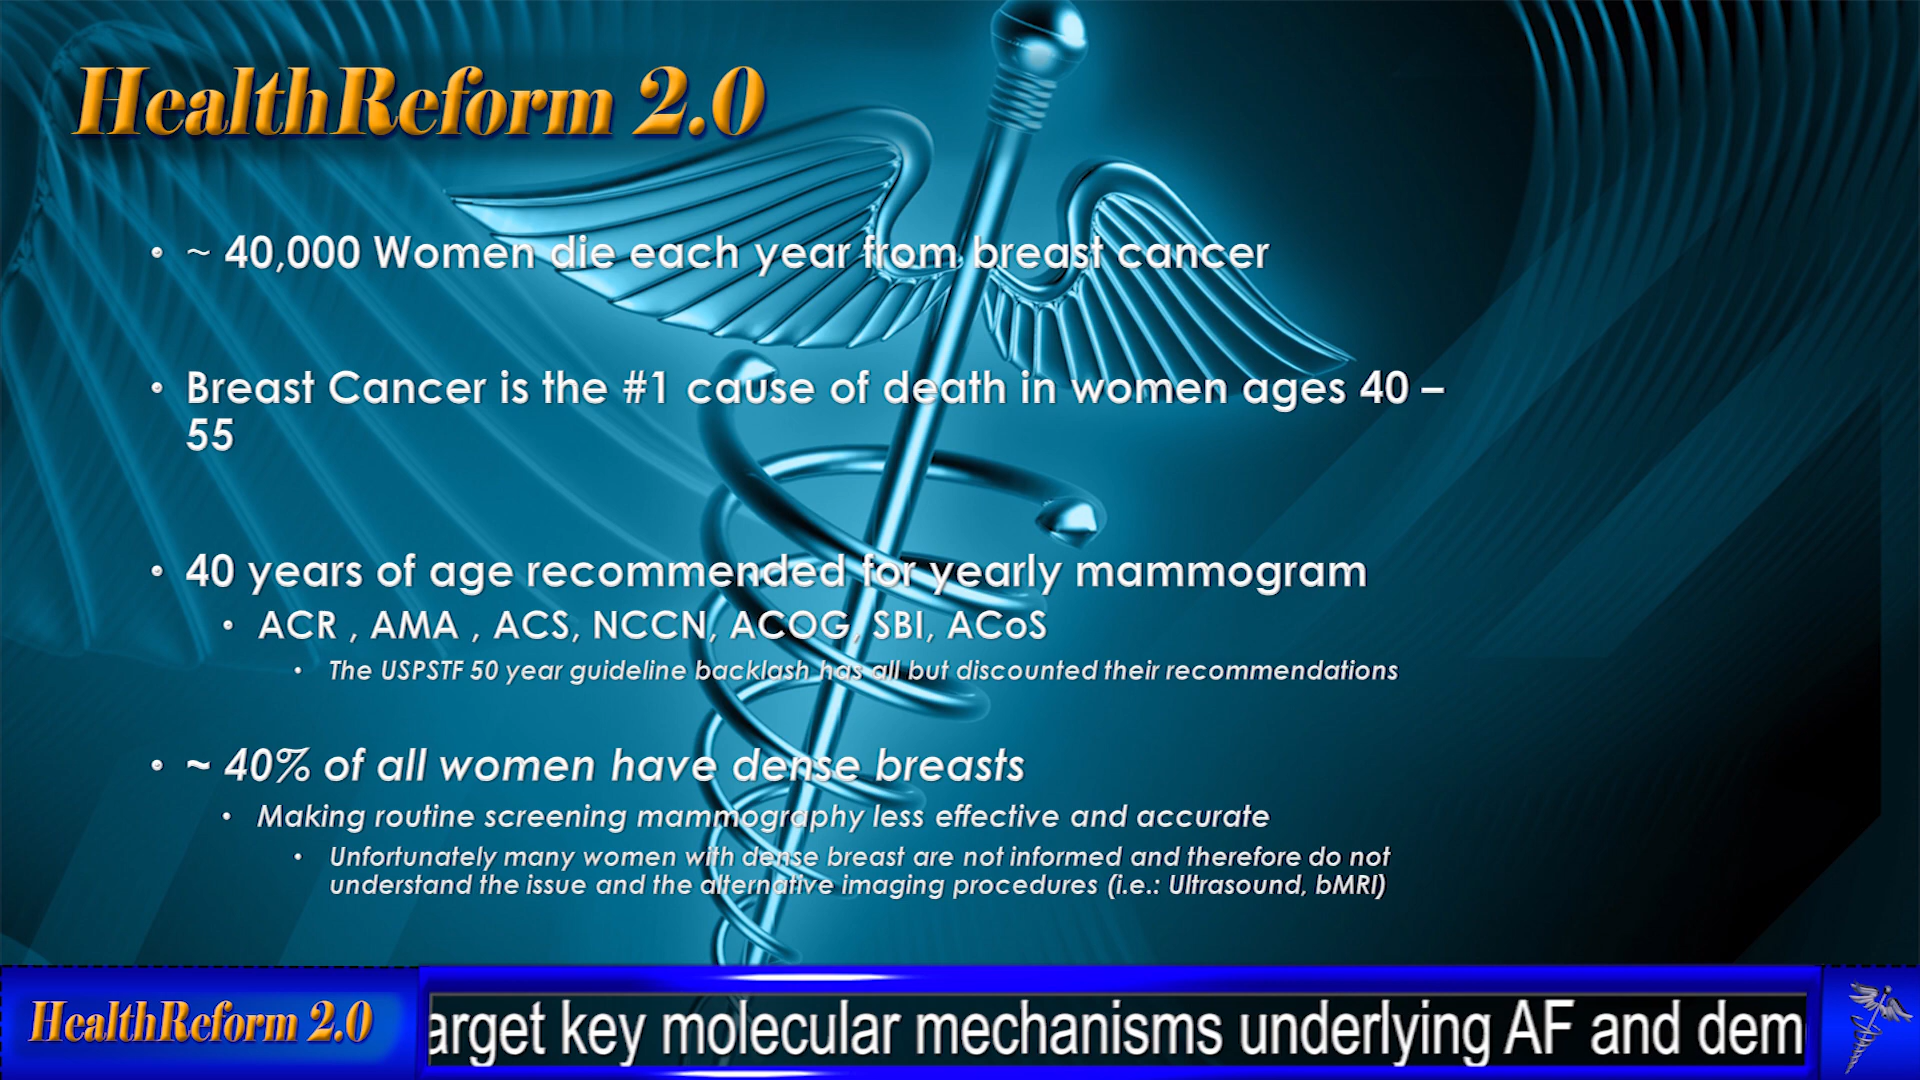 HealthReform 2.0
• ~ 40,000 Women die each year from breast cancer
• Breast Cancer is the #1 cause of death in women ages 40 –
55
• 40 years of age recommended for yearly mammogram
• ACR , AMA , ACS, NCCN, ACOG, SBI, ACoS
• The USPSTF 50 year guideline backlash has all but discounted their recommendations
• ~ 40% of all women have dense breasts
• Making routine screening mammography less effective and accurate
• Unfortunately many women with dense breast are not informed and therefore do not
understand the issue and the alternative imaging procedures (i.e.: Ultrasound, bMRI)
HealthReform 2.0
arget key molecular mechanisms underlying AF and dem